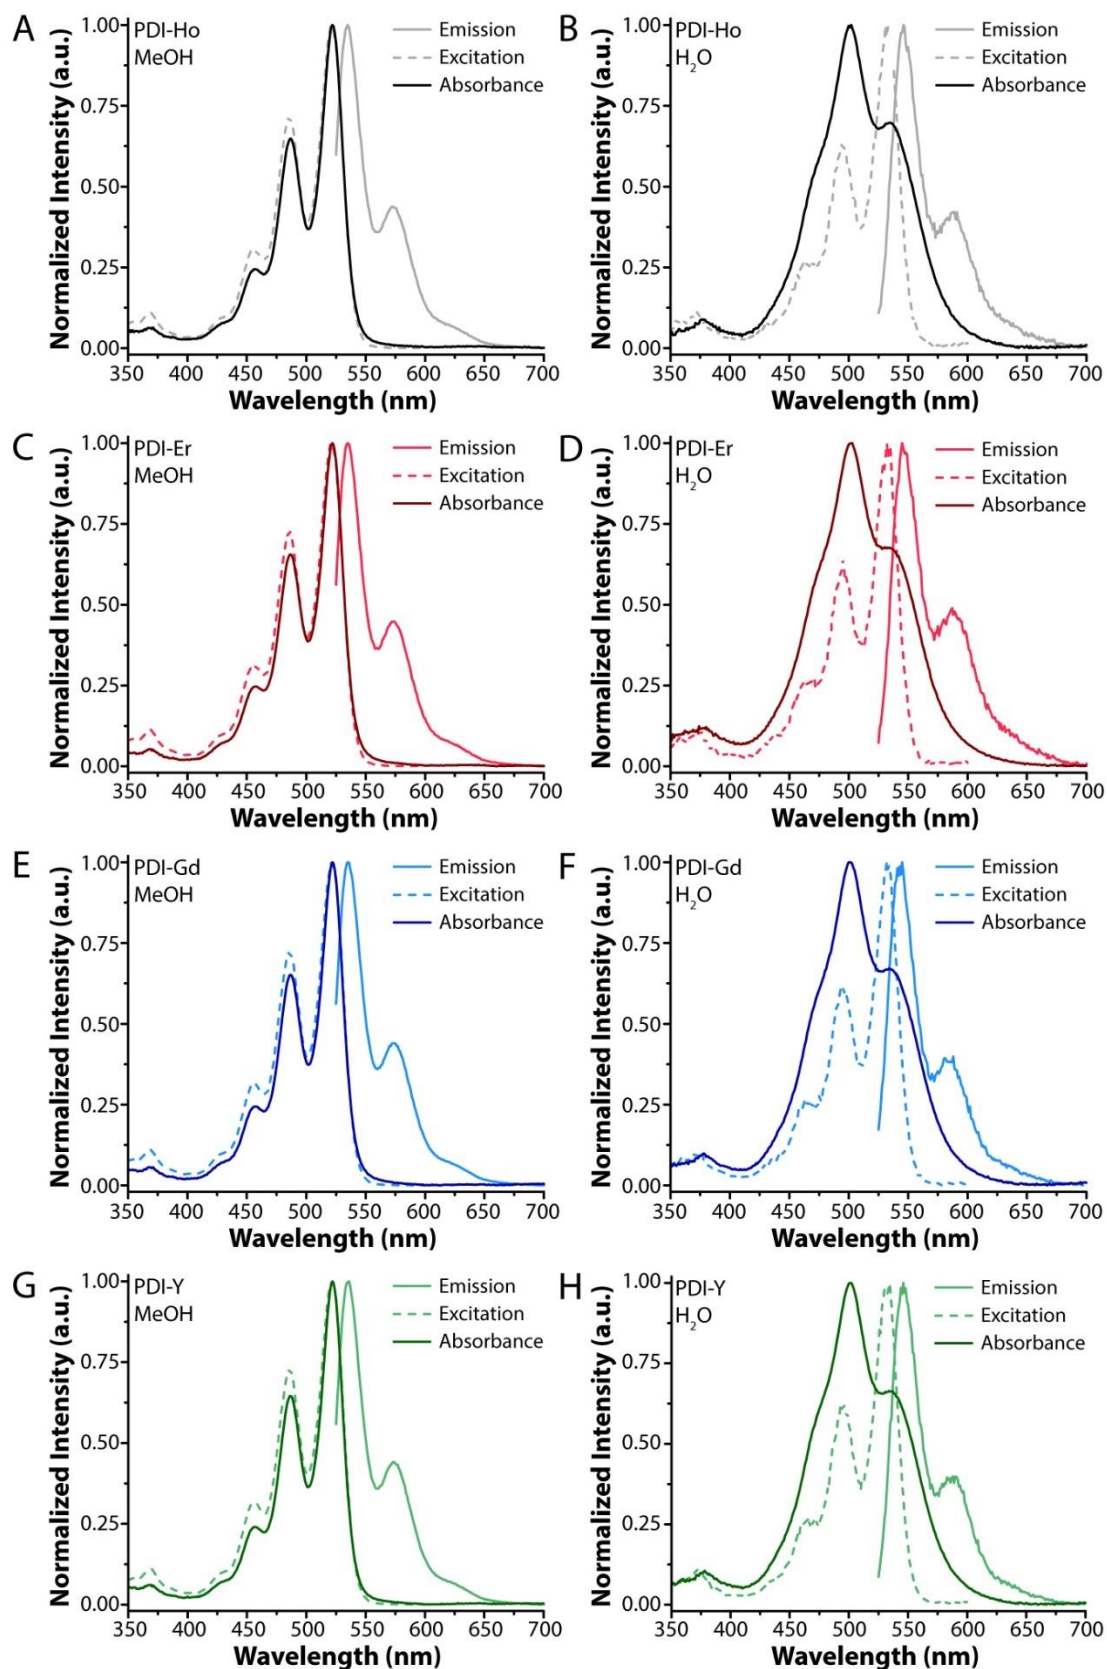 A
PDI-Ho
MeOH
Emission
Excitation
Absorbance
Normalized Intensity (a.u.)
1.00
0.75
0.50
0.25
0.00
350 400 450 500 550 600 650 700
Wavelength (nm)
B
PDI-Ho
H₂O
Emission
Excitation
Absorbance
Normalized Intensity (a.u.)
1.00
0.75
0.50
0.25
0.00
350 400 450 500 550 600 650 700
Wavelength (nm)
C
PDI-Er
MeOH
Emission
Excitation
Absorbance
Normalized Intensity (a.u.)
1.00
0.75
0.50
0.25
0.00
350 400 450 500 550 600 650 700
Wavelength (nm)
D
PDI-Er
H₂O
Emission
Excitation
Absorbance
Normalized Intensity (a.u.)
1.00
0.75
0.50
0.25
0.00
350 400 450 500 550 600 650 700
Wavelength (nm)
E
PDI-Gd
MeOH
Emission
Excitation
Absorbance
Normalized Intensity (a.u.)
1.00
0.75
0.50
0.25
0.00
350 400 450 500 550 600 650 700
Wavelength (nm)
F
PDI-Gd
H₂O
Emission
Excitation
Absorbance
Normalized Intensity (a.u.)
1.00
0.75
0.50
0.25
0.00
350 400 450 500 550 600 650 700
Wavelength (nm)
G
PDI-Y
MeOH
Emission
Excitation
Absorbance
Normalized Intensity (a.u.)
1.00
0.75
0.50
0.25
0.00
350 400 450 500 550 600 650 700
Wavelength (nm)
H
PDI-Y
H₂O
Emission
Excitation
Absorbance
Normalized Intensity (a.u.)
1.00
0.75
0.50
0.25
0.00
350 400 450 500 550 600 650 700
Wavelength (nm)